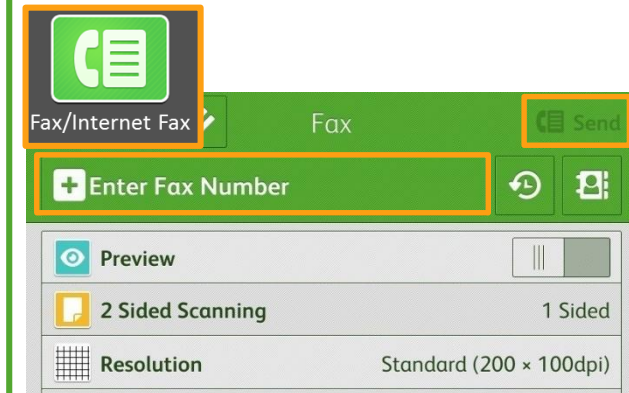 Fax/Internet Fax
Fax
Send
Enter Fax Number
Preview
2 Sided Scanning 1 Sided
Resolution Standard (200 × 100dpi)